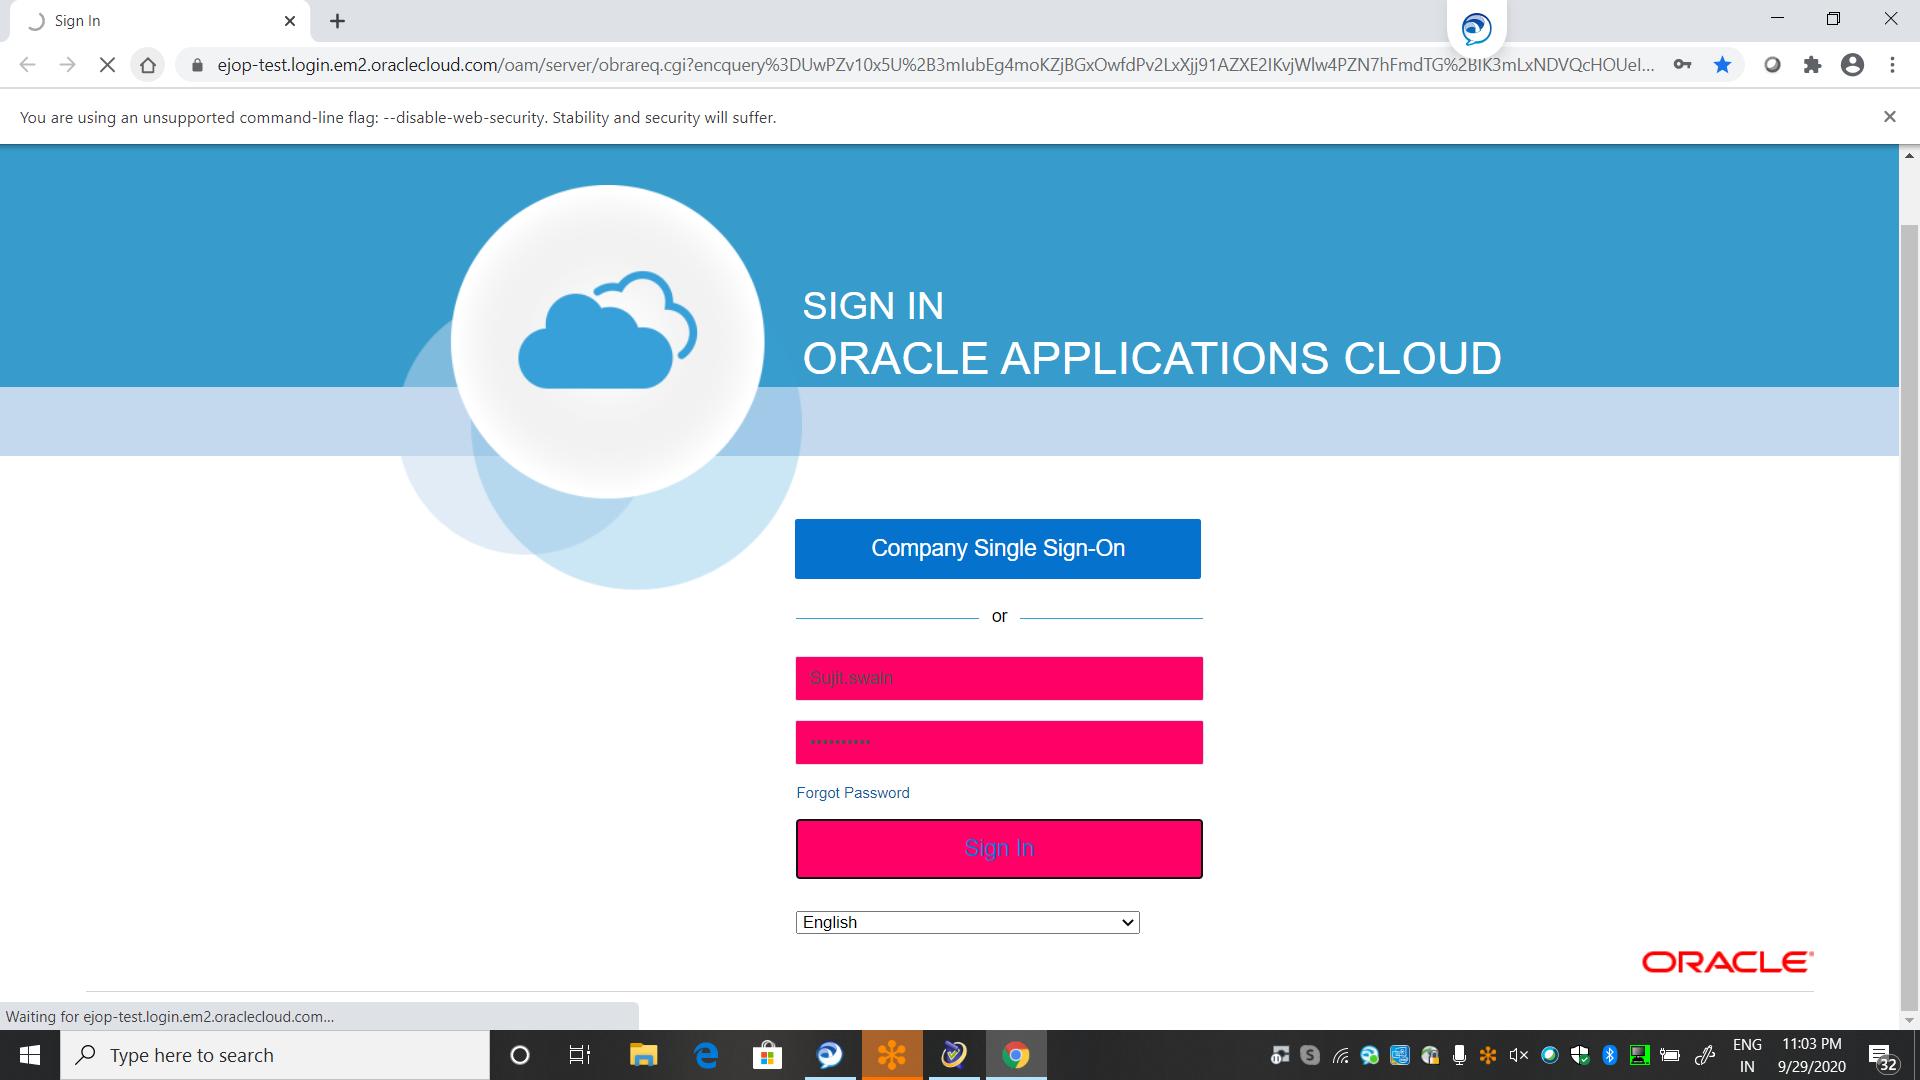 Sign In
ejop-test.login.em2.oraclecloud.com/oam/server/obrareq.cgi?encquery%3DUwPZv10x5U%2B3mIubEg4moKZjBGxOwfdPv2LxXjj91AZXE2IKvjWlw4PZN7hFmdTG%2BIK3mLxNDVQcHOUeI...
You are using an unsupported command-line flag: --disable-web-security. Stability and security will suffer.
SIGN IN
ORACLE APPLICATIONS CLOUD
Company Single Sign-On
or
Sujit.swain
Forgot Password
Sign In
English
ORACLE
Waiting for ejop-test.login.em2.oraclecloud.com...
Type here to search
ENG
IN
11:03 PM
9/29/2020
32